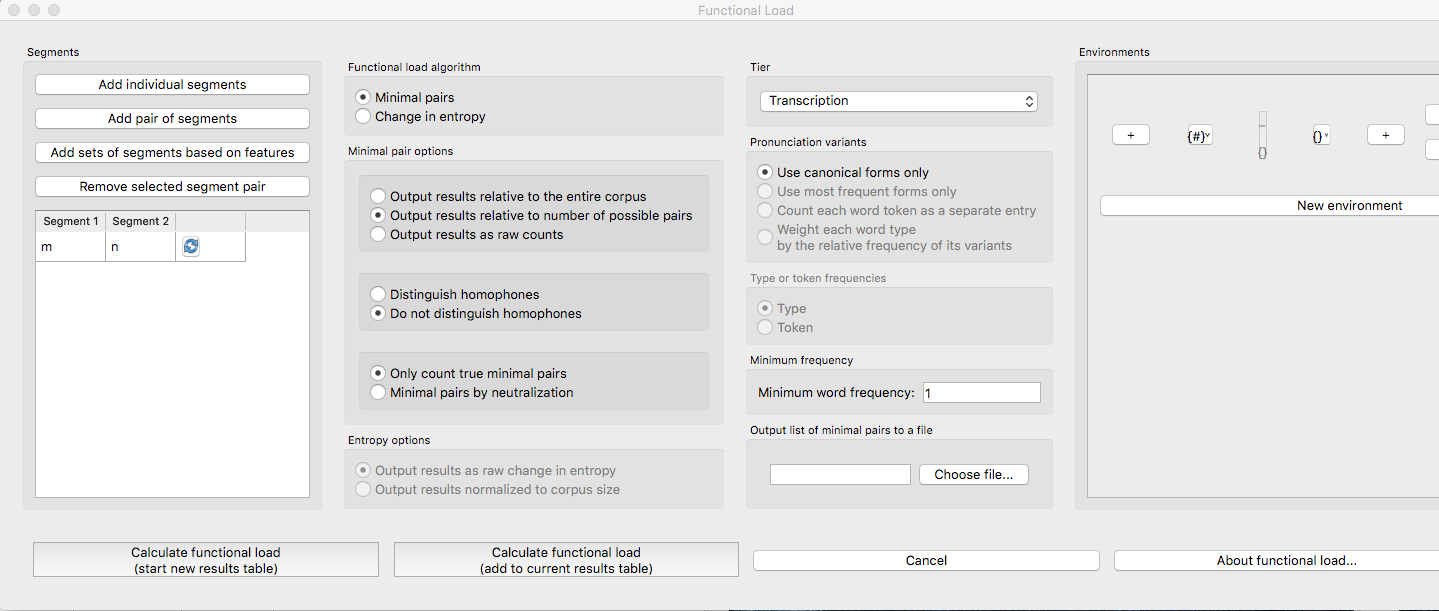 Functional Load
Segments
Add individual segments
Add pair of segments
Add sets of segments based on features
Remove selected segment pair
Segment 1 Segment 2
m n
Functional load algorithm
Minimal pairs
Change in entropy
Minimal pair options
Output results relative to the entire corpus
Output results relative to number of possible pairs
Output results as raw counts
Distinguish homophones
Do not distinguish homophones
Only count true minimal pairs
Minimal pairs by neutralization
Entropy options
Output results as raw change in entropy
Output results normalized to corpus size
Tier
Transcription
Pronunciation variants
Use canonical forms only
Use most frequent forms only
Count each word token as a separate entry
Weight each word type
by the relative frequency of its variants
Type or token frequencies
Type
Token
Minimum frequency
Minimum word frequency: 1
Output list of minimal pairs to a file
Choose file...
Environments
+ {#} _ {} {} +
New environment
Calculate functional load
(start new results table)
Calculate functional load
(add to current results table)
Cancel
About functional load...